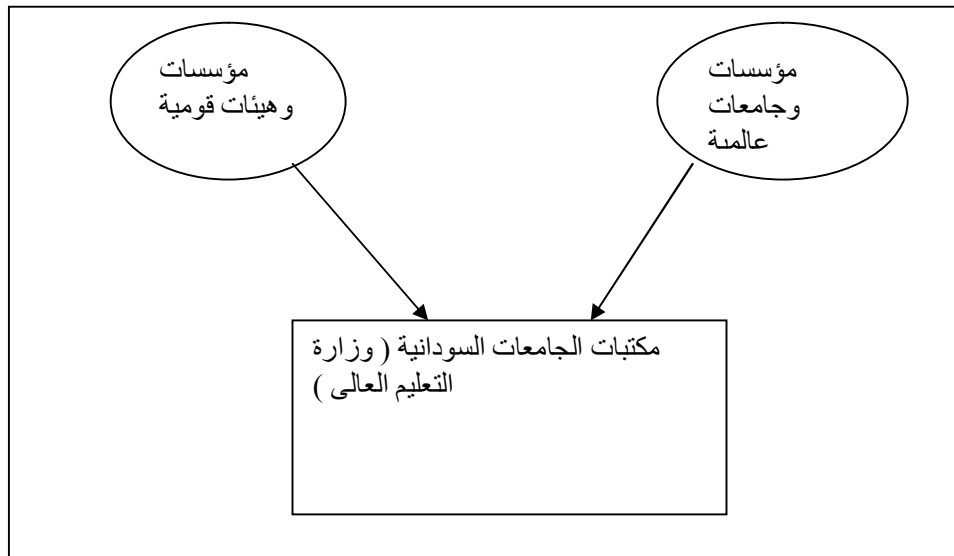 مؤسسات
وجامعات
عالمية
مؤسسات
وهيئات قومية
مكتبات الجامعات السودانية ( وزارة
التعليم العالى )